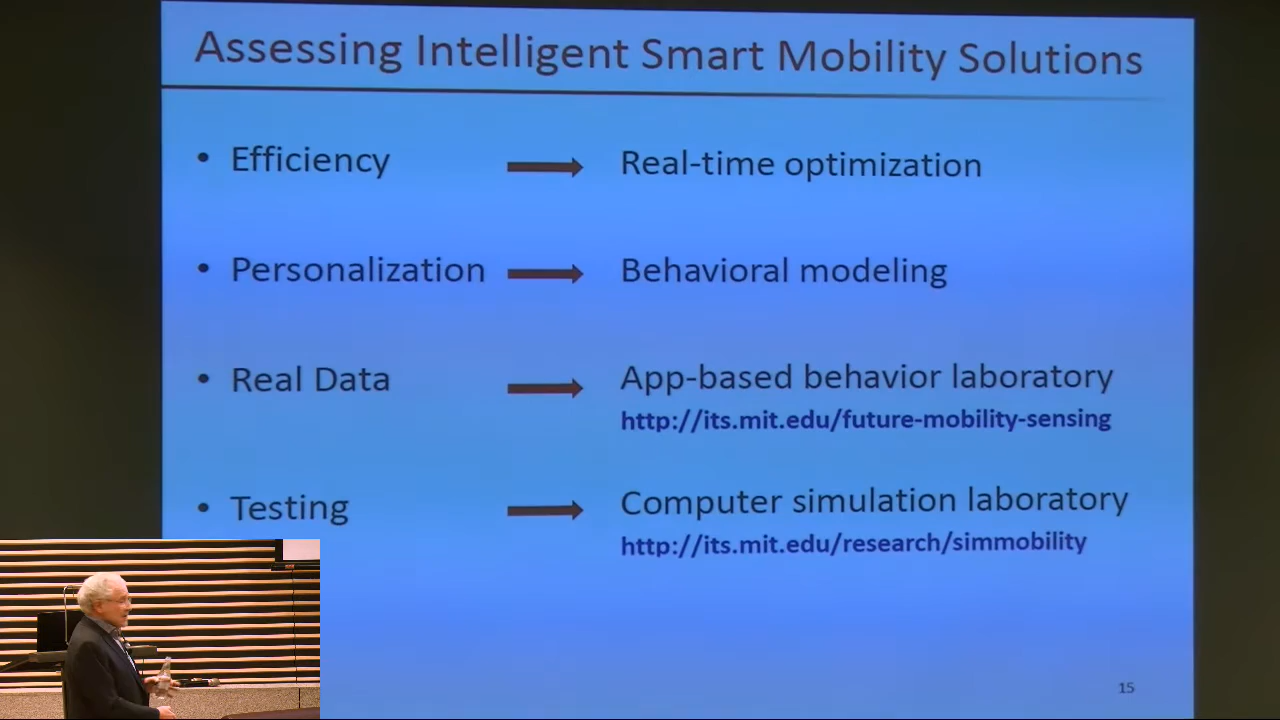 Assessing Intelligent Smart Mobility Solutions
• Efficiency → Real-time optimization
• Personalization → Behavioral modeling
• Real Data → App-based behavior laboratory
http://its.mit.edu/future-mobility-sensing
• Testing → Computer simulation laboratory
http://its.mit.edu/research/simmobility
15